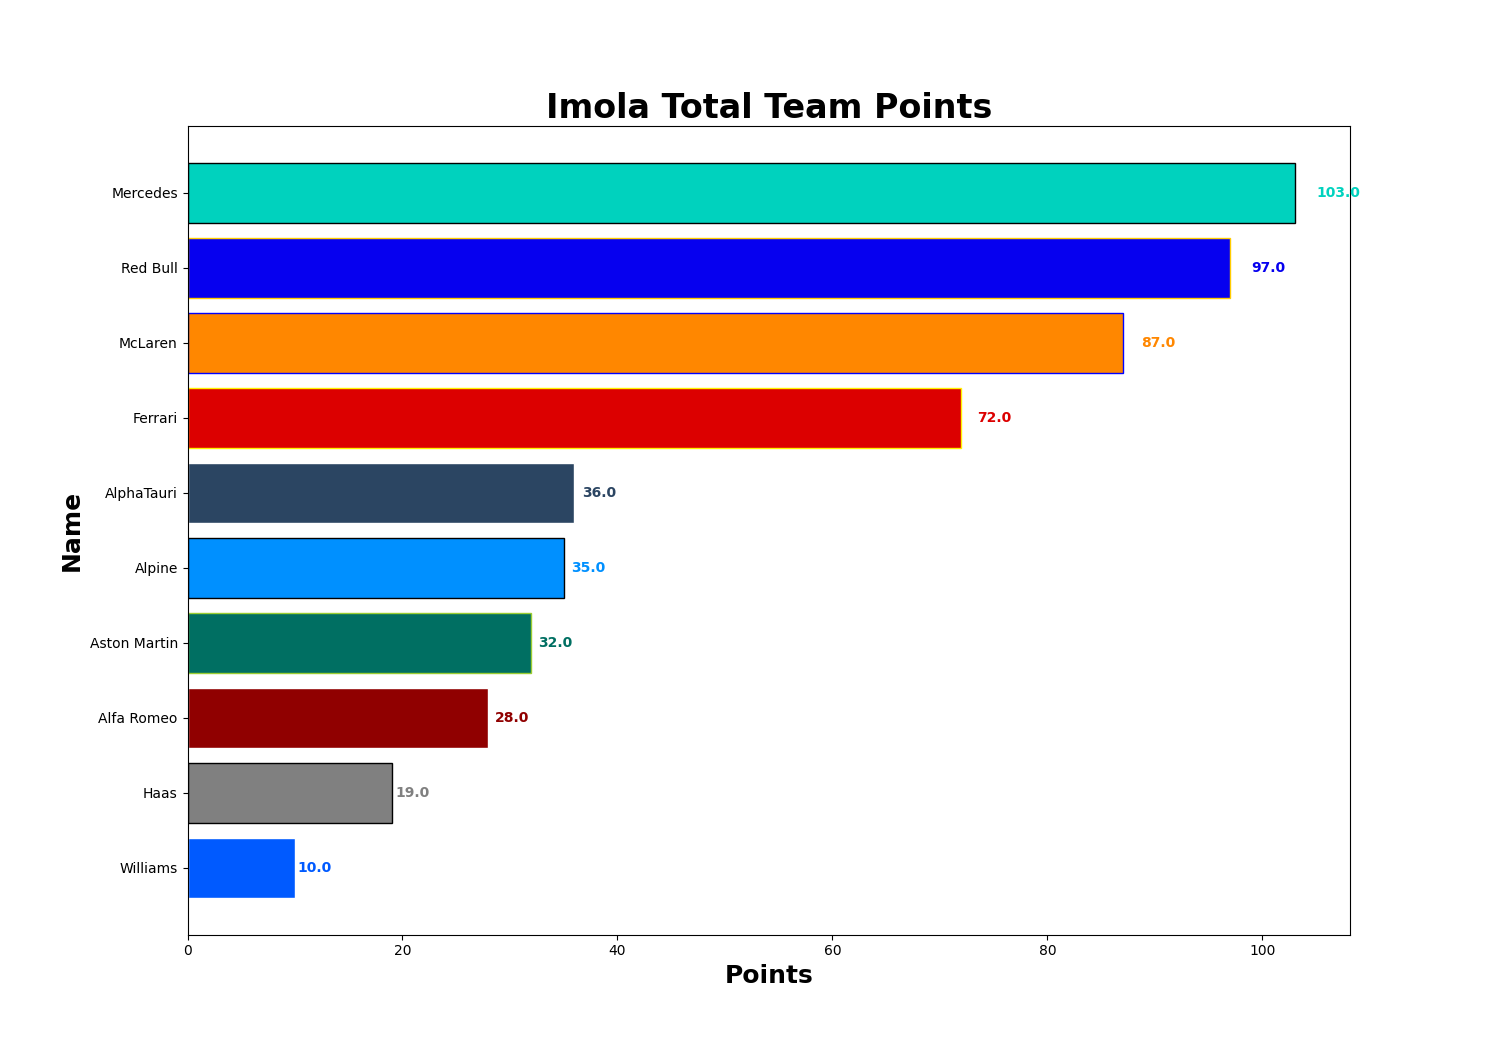 Imola Total Team Points
Mercedes 103.0
Red Bull 97.0
McLaren 87.0
Ferrari 72.0
AlphaTauri 36.0
Alpine 35.0
Aston Martin 32.0
Alfa Romeo 28.0
Haas 19.0
Williams 10.0
Name
0 20 40 60 80 100
Points